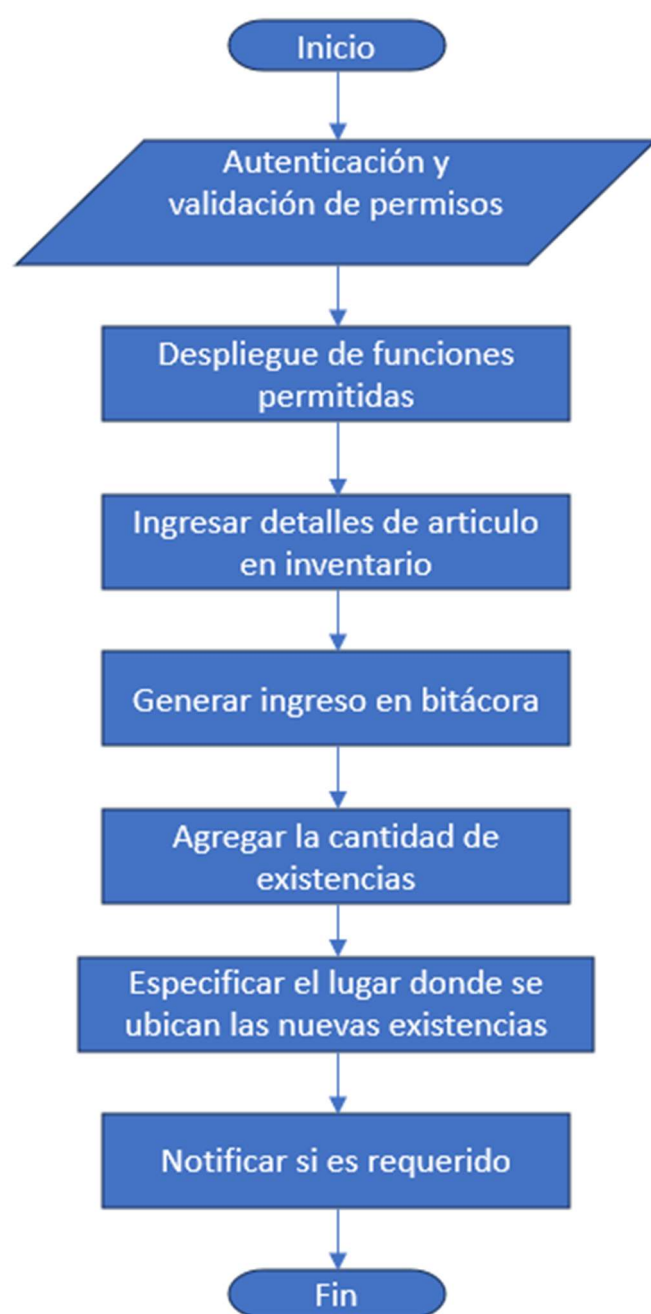 Inicio
Autenticación y
validación de permisos
Despliegue de funciones
permitidas
Ingresar detalles de articulo
en inventario
Generar ingreso en bitácora
Agregar la cantidad de
existencias
Especificar el lugar donde se
ubican las nuevas existencias
Notificar si es requerido
Fin